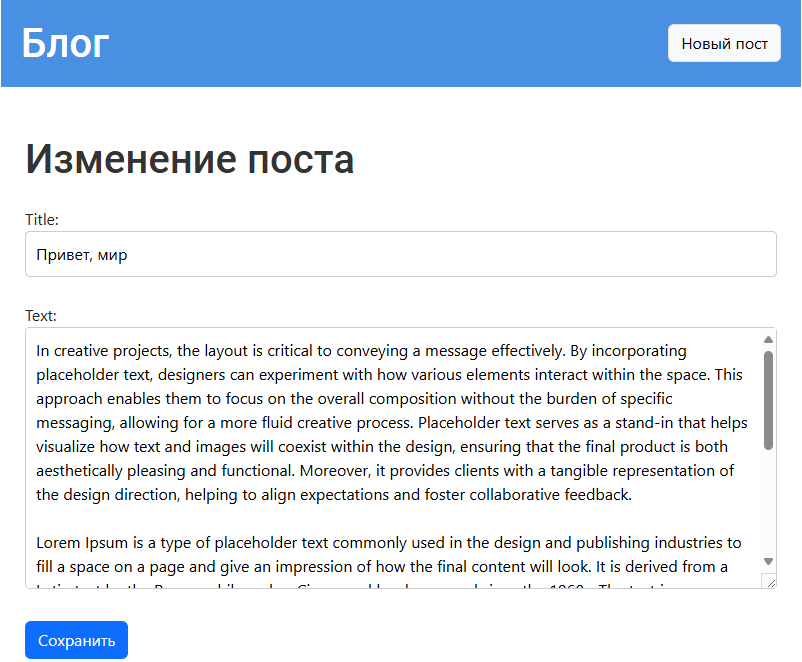 Блог
Новый пост
Изменение поста
Title:
Привет, мир
Text:
In creative projects, the layout is critical to conveying a message effectively. By incorporating
placeholder text, designers can experiment with how various elements interact within the space. This
approach enables them to focus on the overall composition without the burden of specific
messaging, allowing for a more fluid creative process. Placeholder text serves as a stand-in that helps
visualize how text and images will coexist within the design, ensuring that the final product is both
aesthetically pleasing and functional. Moreover, it provides clients with a tangible representation of
the design direction, helping to align expectations and foster collaborative feedback.
Lorem Ipsum is a type of placeholder text commonly used in the design and publishing industries to
fill a space on a page and give an impression of how the final content will look. It is derived from a
Сохранить